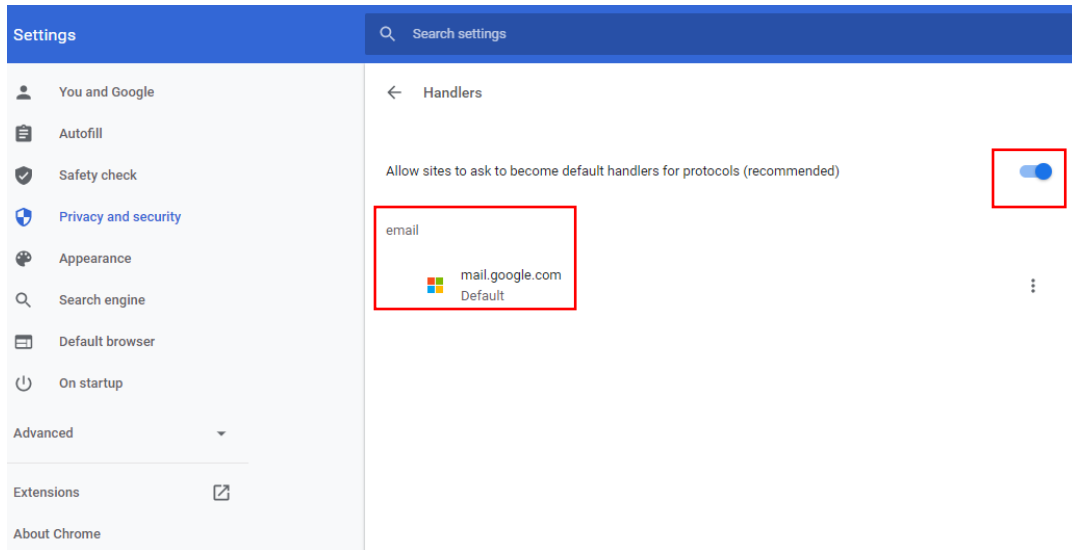 Settings
Search settings
You and Google
Autofill
Safety check
Privacy and security
Appearance
Search engine
Default browser
On startup
Advanced
Extensions
About Chrome
Handlers
Allow sites to ask to become default handlers for protocols (recommended)
email
mail.google.com
Default